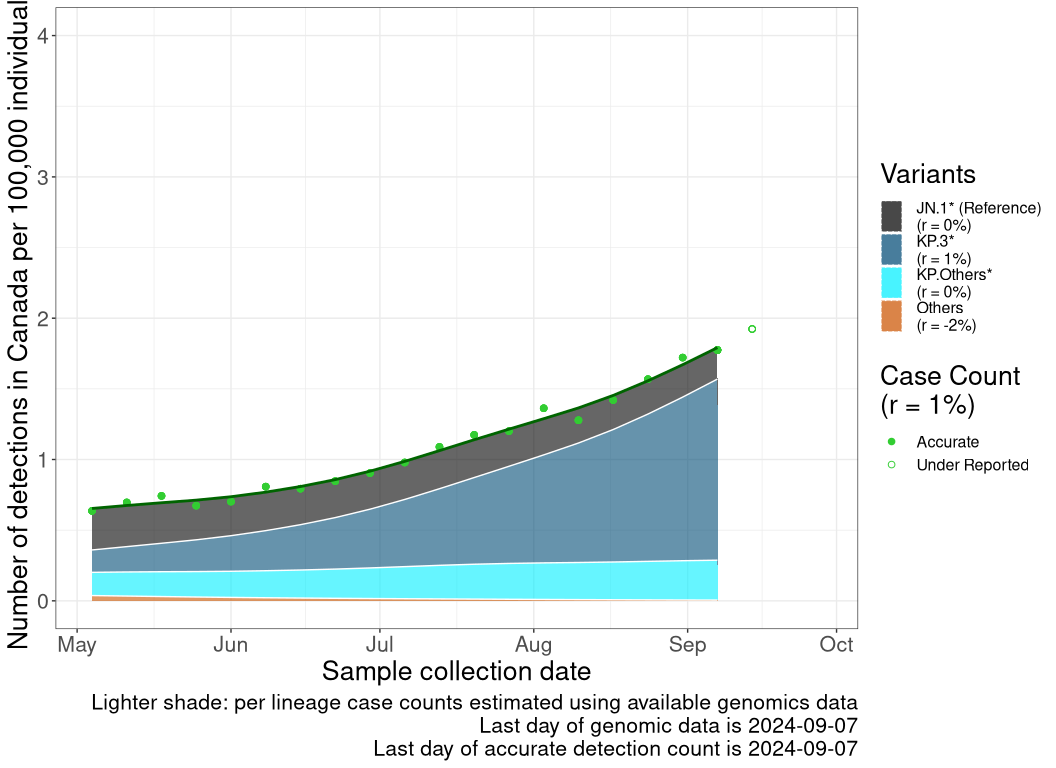 Number of detections in Canada per 100,000 individual
4
3
2
1
0
May
Jun
Jul
Aug
Sep
Oct
Sample collection date
Lighter shade: per lineage case counts estimated using available genomics data
Last day of genomic data is 2024-09-07
Last day of accurate detection count is 2024-09-07
Variants
JN.1* (Reference)
(r = 0%)
KP.3*
(r = 1%)
KP.Others*
(r = 0%)
Others
(r = -2%)
Case Count
(r = 1%)
Accurate
Under Reported